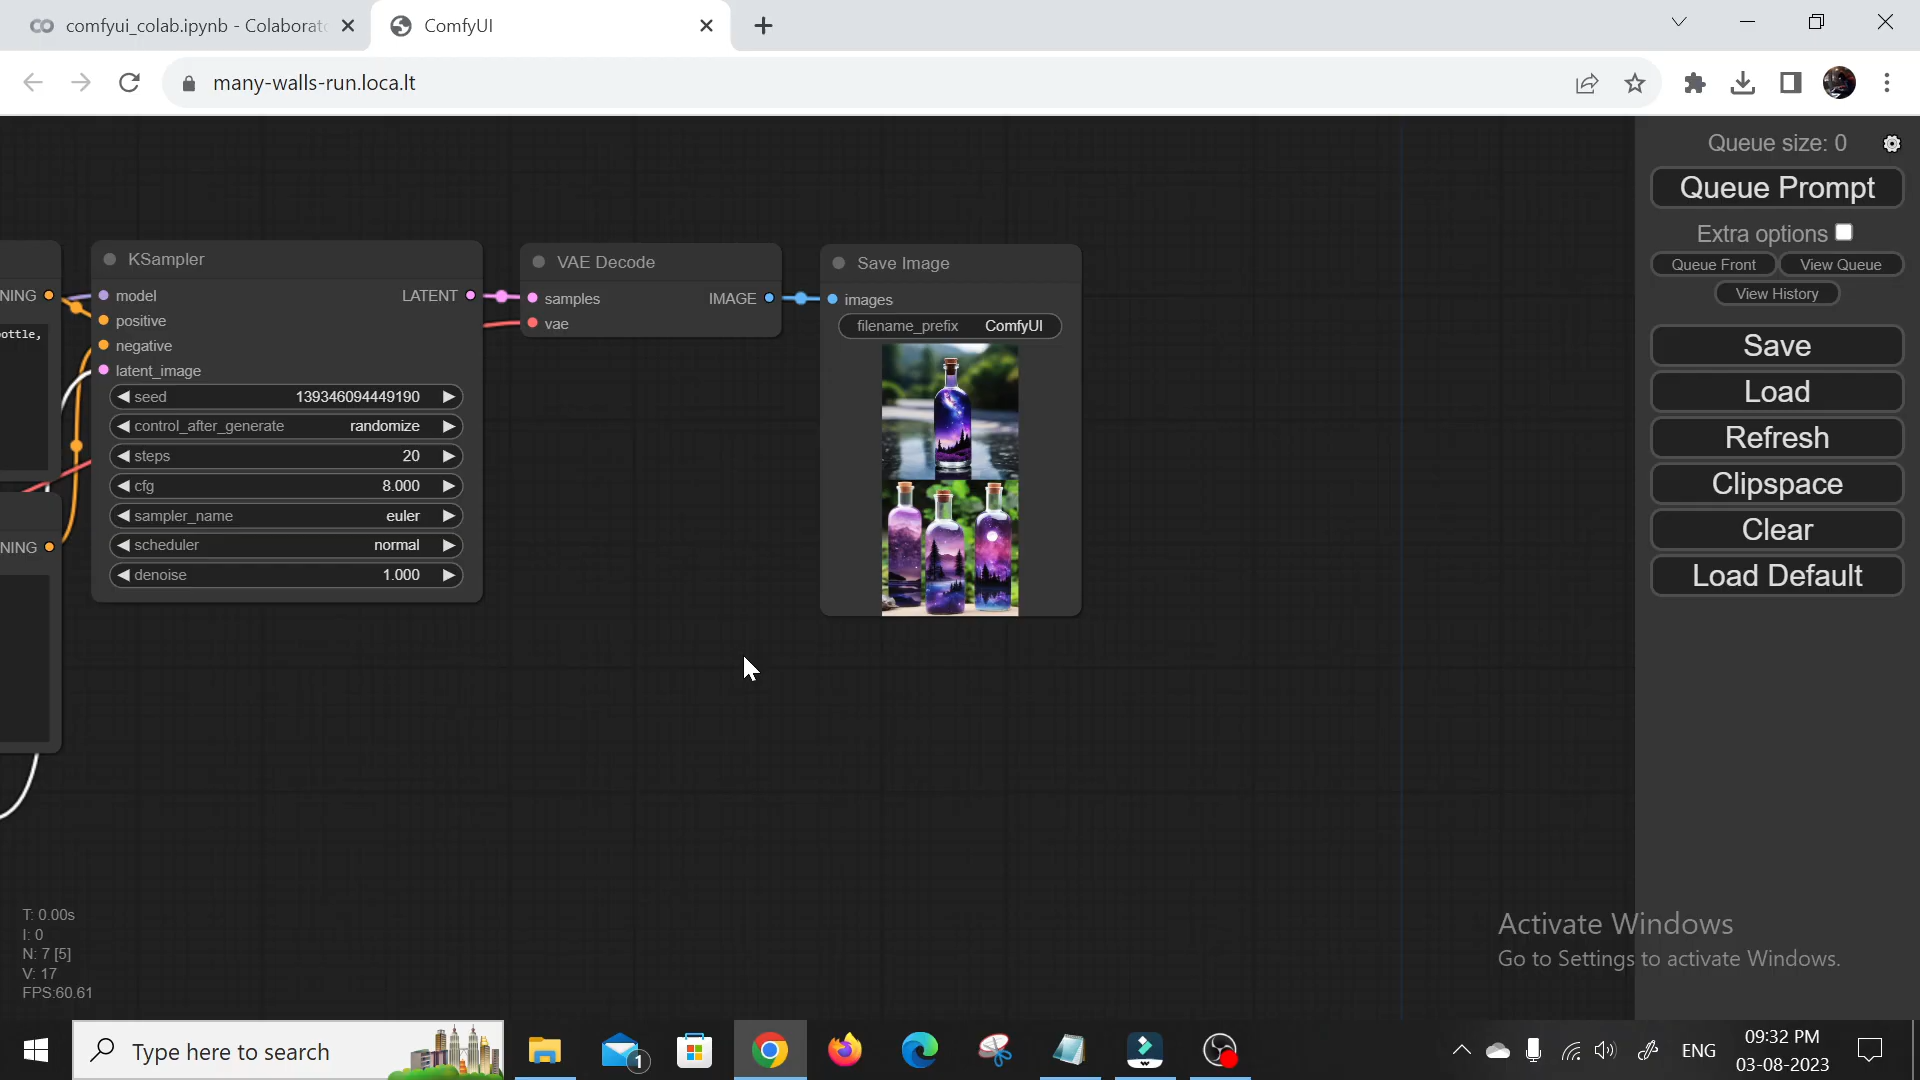 comfyui_colab.ipynb - Colaborat
ComfyUI
many-walls-run.loca.lt
Queue size: 0
Queue Prompt
Extra options
Queue Front
View Queue
View History
Save
Load
Refresh
Clipspace
Clear
Load Default
NING
ottle,
NING
KSampler
model
LATENT
positive
negative
latent_image
seed 139346094449190
control_after_generate randomize
steps 20
cfg 8.000
sampler_name euler
scheduler normal
denoise 1.000
VAE Decode
samples
IMAGE
vae
Save Image
images
filename_prefix ComfyUI
T: 0.00s
I: 0
N: 7 [5]
V: 17
FPS:60.61
Activate Windows
Go to Settings to activate Windows.
Type here to search
1
ENG
09:32 PM
03-08-2023